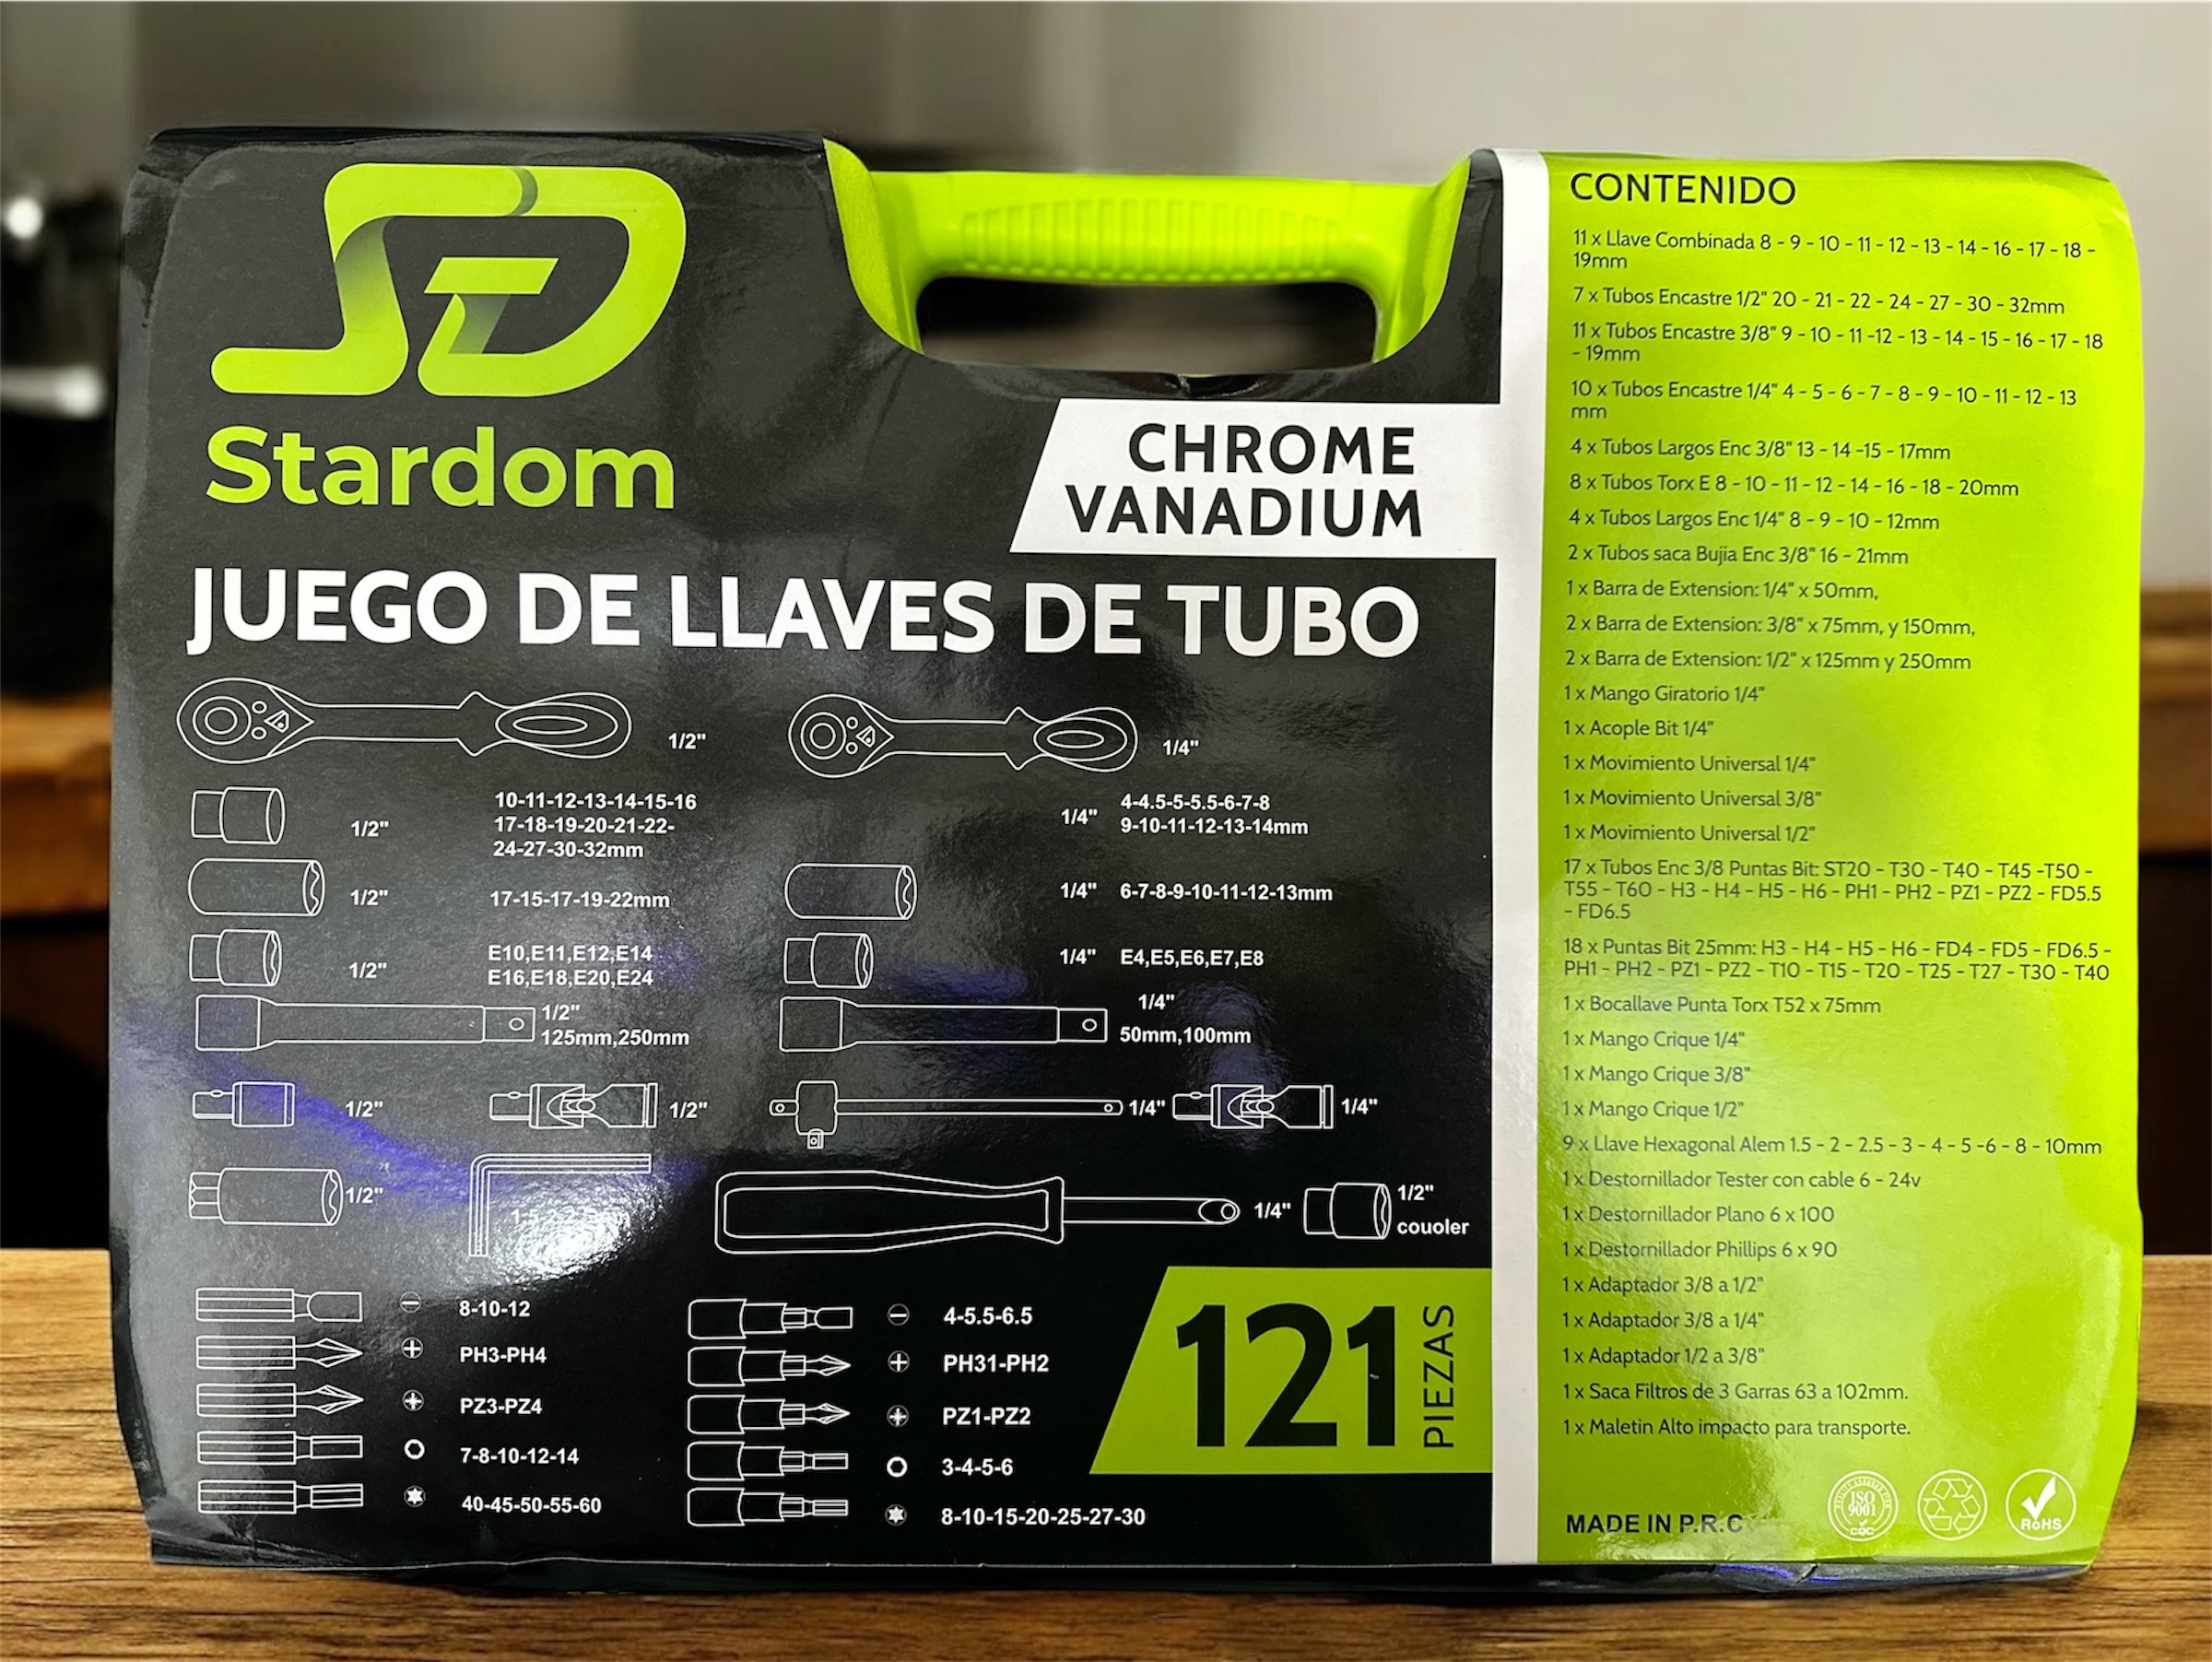 SD
Stardom
CHROME
VANADIUM
JUEGO DE LLAVES DE TUBO
1/2"
1/4"
1/2"
10-11-12-13-14-15-16
17-18-19-20-21-22-
24-27-30-32mm
1/4"
4-4.5-5-5.5-6-7-8
9-10-11-12-13-14mm
1/2"
17-15-17-19-22mm
1/4"
6-7-8-9-10-11-12-13mm
1/2"
E10,E11,E12,E14
E16,E18,E20,E24
1/4"
E4,E5,E6,E7,E8
1/2"
125mm,250mm
1/4"
50mm,100mm
1/2"
1/2"
1/4"
1/4"
1/2"
1/4"
1/2"
couoler
8-10-12
PH3-PH4
PZ3-PZ4
7-8-10-12-14
40-45-50-55-60
4-5.5-6.5
PH31-PH2
PZ1-PZ2
3-4-5-6
8-10-15-20-25-27-30
121
PIEZAS
CONTENIDO
11 x Llave Combinada 8 - 9 - 10 - 11 - 12 - 13 - 14 - 16 - 17 - 18 -
19mm
7 x Tubos Encastre 1/2" 20 - 21 - 22 - 24 - 27 - 30 - 32mm
11 x Tubos Encastre 3/8" 9 - 10 - 11 -12 - 13 - 14 - 15 - 16 - 17 - 18
- 19mm
10 x Tubos Encastre 1/4" 4 - 5 - 6 - 7 - 8 - 9 - 10 - 11 - 12 - 13
mm
4 x Tubos Largos Enc 3/8" 13 - 14 -15 - 17mm
8 x Tubos Torx E 8 - 10 - 11 - 12 - 14 - 16 - 18 - 20mm
4 x Tubos Largos Enc 1/4" 8 - 9 - 10 - 12mm
2 x Tubos saca Bujia Enc 3/8" 16 - 21mm
1 x Barra de Extension: 1/4" x 50mm,
2 x Barra de Extension: 3/8" x 75mm, y 150mm,
2 x Barra de Extension: 1/2" x 125mm y 250mm
1 x Mango Giratorio 1/4"
1 x Acople Bit 1/4"
1 x Movimiento Universal 1/4"
1 x Movimiento Universal 3/8"
1 x Movimiento Universal 1/2"
17 x Tubos Enc 3/8 Puntas Bit: ST20 - T30 - T40 - T45 -T50 -
T55 - T60 - H3 - H4 - H5 - H6 - PH1 - PH2 - PZ1 - PZ2 - FD5.5
- FD6.5
18 x Puntas Bit 25mm: H3 - H4 - H5 - H6 - FD4 - FD5 - FD6.5 -
PH1 - PH2 - PZ1 - PZ2 - T10 - T15 - T20 - T25 - T27 - T30 - T40
1 x Bocallave Punta Torx T52 x 75mm
1 x Mango Crique 1/4"
1 x Mango Crique 3/8"
1 x Mango Crique 1/2"
9 x Llave Hexagonal Alem 1.5 - 2 - 2.5 - 3 - 4 - 5 -6 - 8 - 10mm
1 x Destornillador Tester con cable 6 - 24v
1 x Destornillador Plano 6 x 100
1 x Destornillador Phillips 6 x 90
1 x Adaptador 3/8 a 1/2"
1 x Adaptador 3/8 a 1/4"
1 x Adaptador 1/2 a 3/8"
1 x Saca Filtros de 3 Garras 63 a 102mm.
1 x Maletin Alto impacto para transporte.
MADE IN P.R.C
ISO
9001
CQC
RoHS